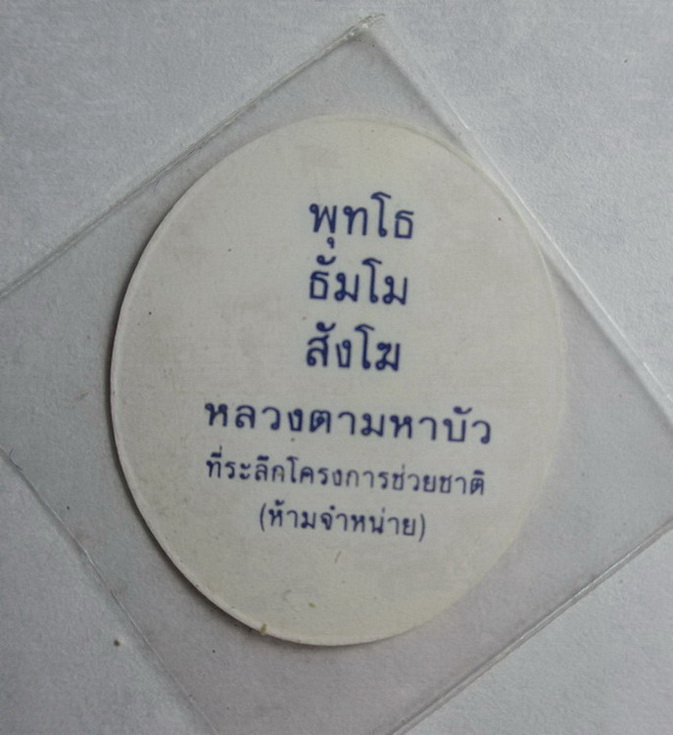 พุทโธ
ธัมโม
สังโฆ
หลวงตามหาบัว
ที่ระลึกโครงการช่วยชาติ
(ห้ามจำหน่าย)